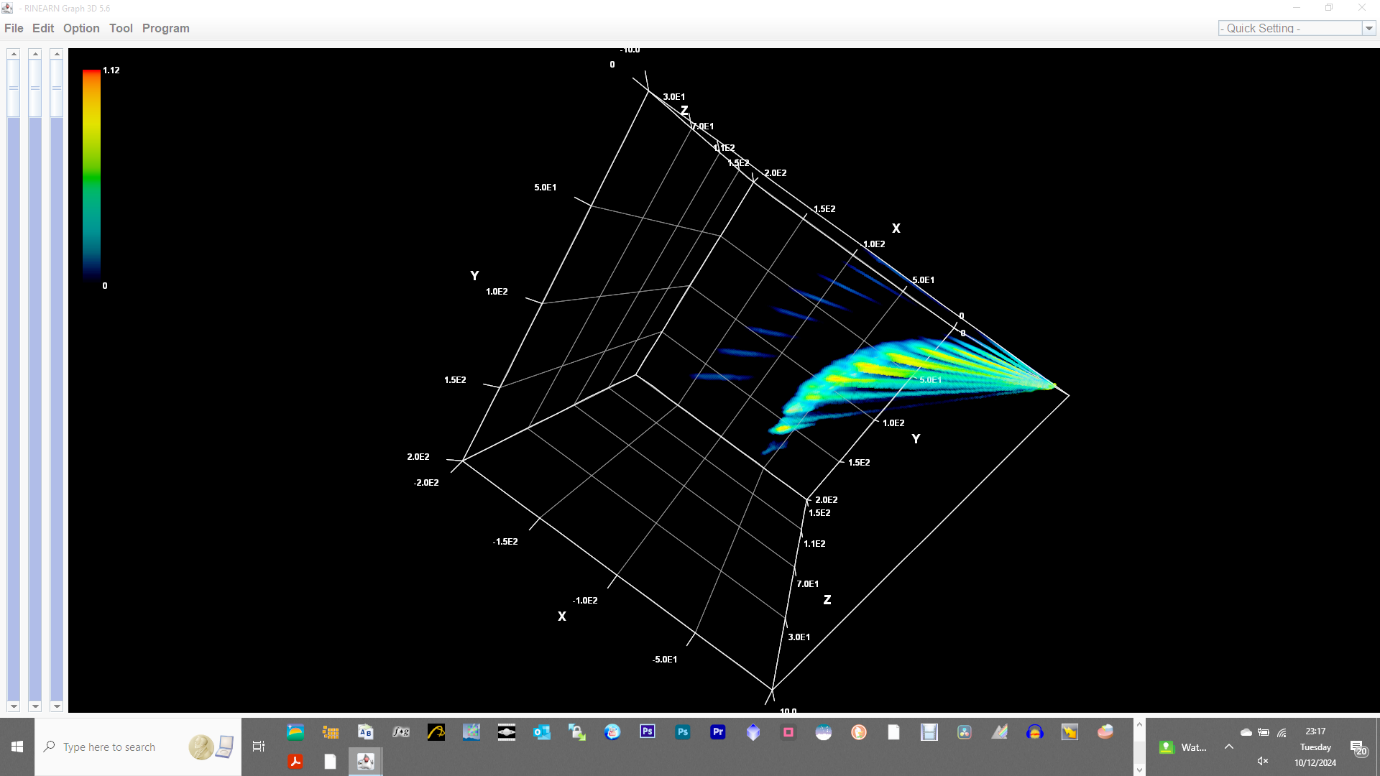 - RINEARN Graph 3D 5.6
File Edit Option Tool Program
- Quick Setting -
1.12
0
-10.0
0
3.0E1
Z
7.0E1
1.1E2
1.5E2
2.0E2
5.0E1
1.5E2
X
1.0E2
Y
5.0E1
1.0E2
0
0
1.5E2
5.0E1
1.0E2
Y
2.0E2
-2.0E2
1.5E2
2.0E2
1.5E2
-1.5E2
1.1E2
7.0E1
-1.0E2
Z
X
3.0E1
-5.0E1
Type here to search
Wat...
23:17
Tuesday
10/12/2024
20
Ps
Ps
Pr